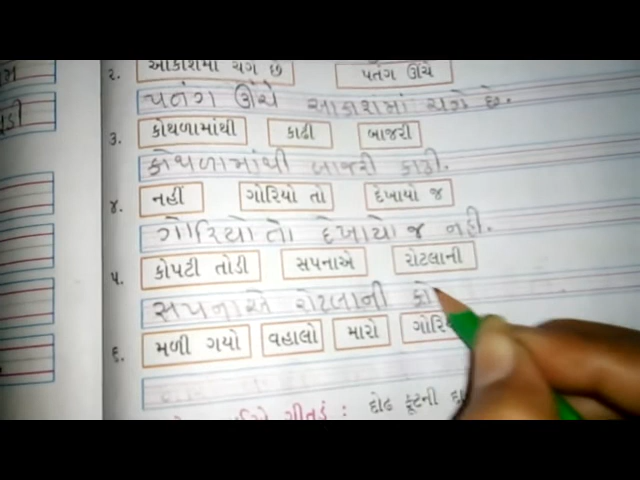 ૨. આકાશમાં ચગે છે પતંગ ઊંચે
પતંગ ઊંચે આકાશમાં ચગે છે.
૩. કોથળામાંથી કાઢી બાજરી
કોથળામાંથી બાજરી કાઢી.
૪. નહીં ગોરિયો તો દેખાયો જ
ગોરિયો તો દેખાયો જ નહી.
૫. કોપટી તોડી સપનાએ રોટલાની
સપનાએ રોટલાની કો
૬. મળી ગયો વહાલો મારો ગોરિ
ગીતડું :